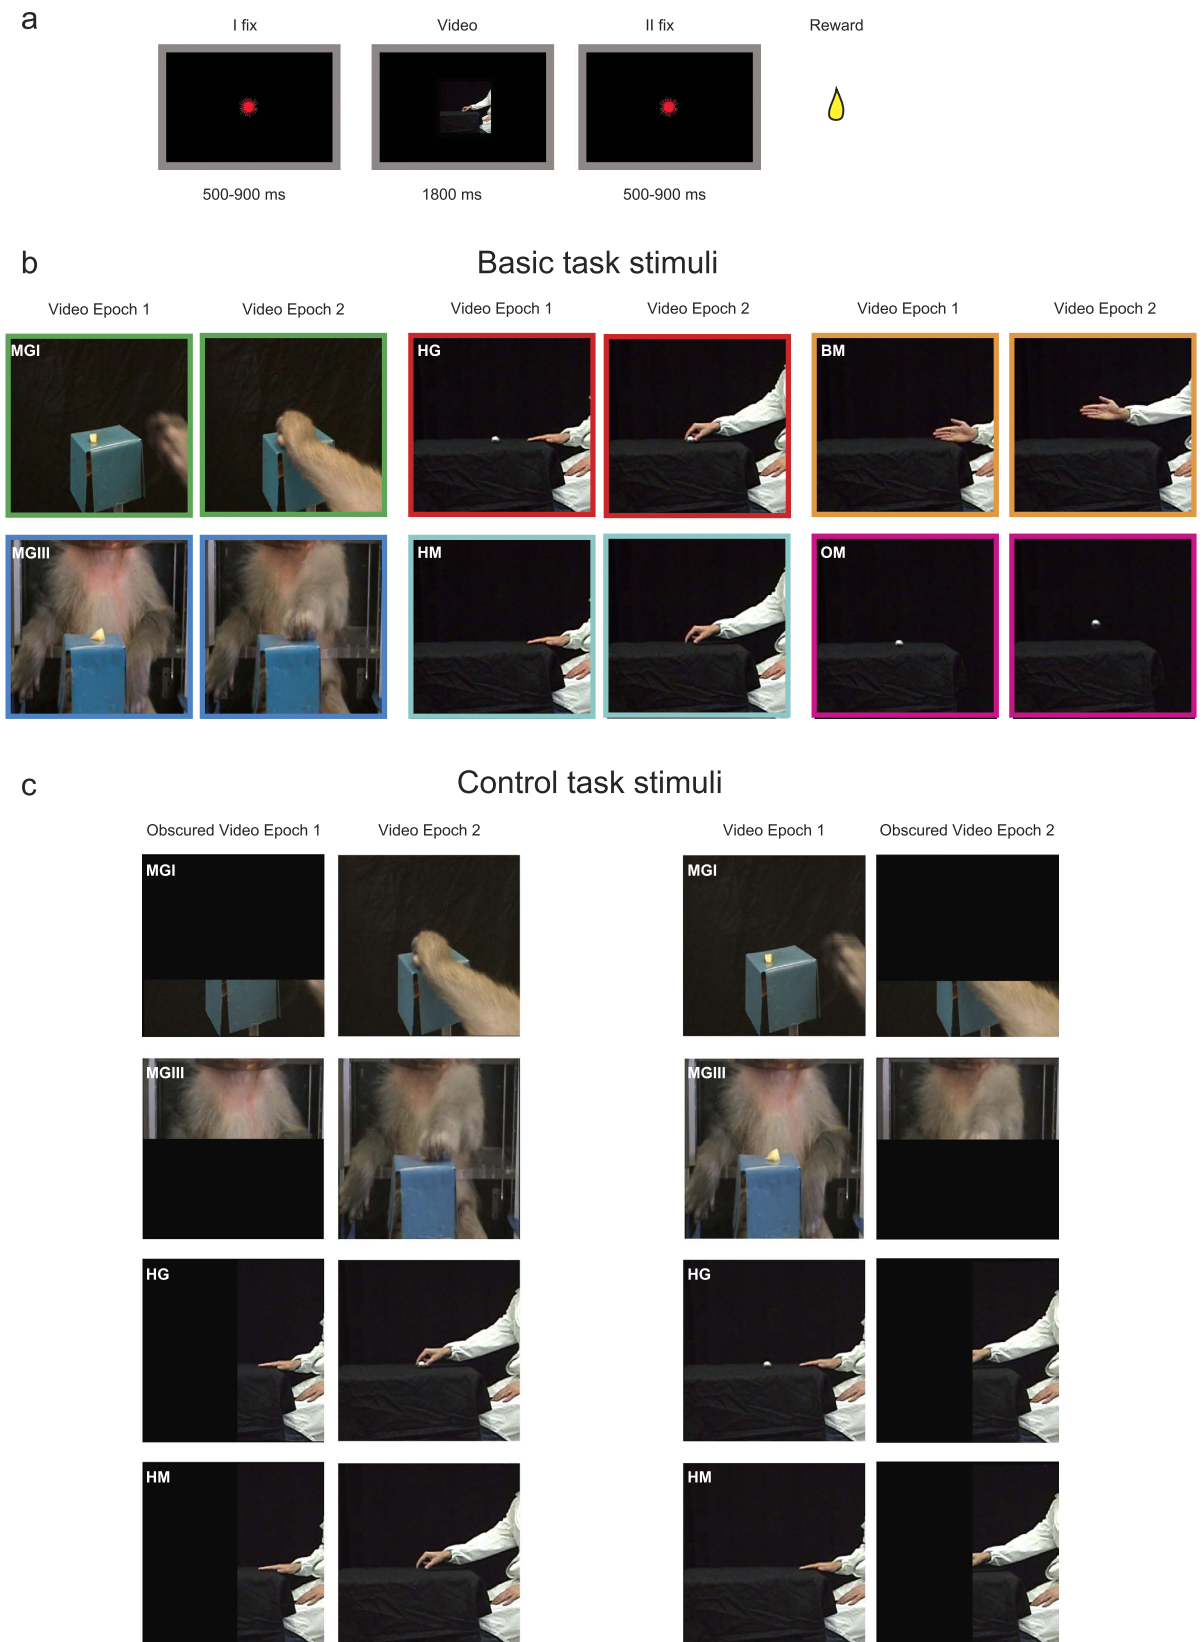 a
I fix
Video
II fix
Reward
500-900 ms
1800 ms
500-900 ms
b
Basic task stimuli
Video Epoch 1
Video Epoch 2
Video Epoch 1
Video Epoch 2
Video Epoch 1
Video Epoch 2
MGI
HG
BM
MGIII
HM
OM
c
Control task stimuli
Obscured Video Epoch 1
Video Epoch 2
Video Epoch 1
Obscured Video Epoch 2
MGI
MGI
MGIII
MGIII
HG
HG
HM
HM